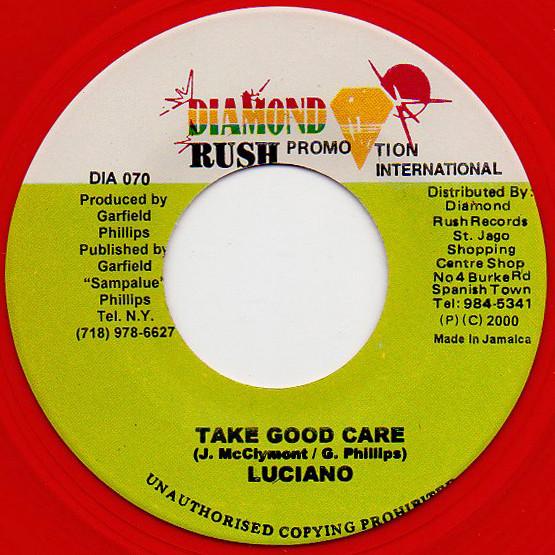 DIAMOND
RUSH PROMOTION
INTERNATIONAL
DIA 070
Produced by
Garfield
Phillips
Published by
Garfield
"Sampalue"
Phillips
Tel. N.Y.
(718) 978-6627
Distributed By:
Diamond
Rush Records
St. Jago
Shopping
Centre Shop
No 4 Burke Rd
Spanish Town
Tel: 984-5341
(P) (C) 2000
Made in Jamaica
TAKE GOOD CARE
(J. McClymont / G. Phillips)
LUCIANO
UNAUTHORISED COPYING PROHIBITED